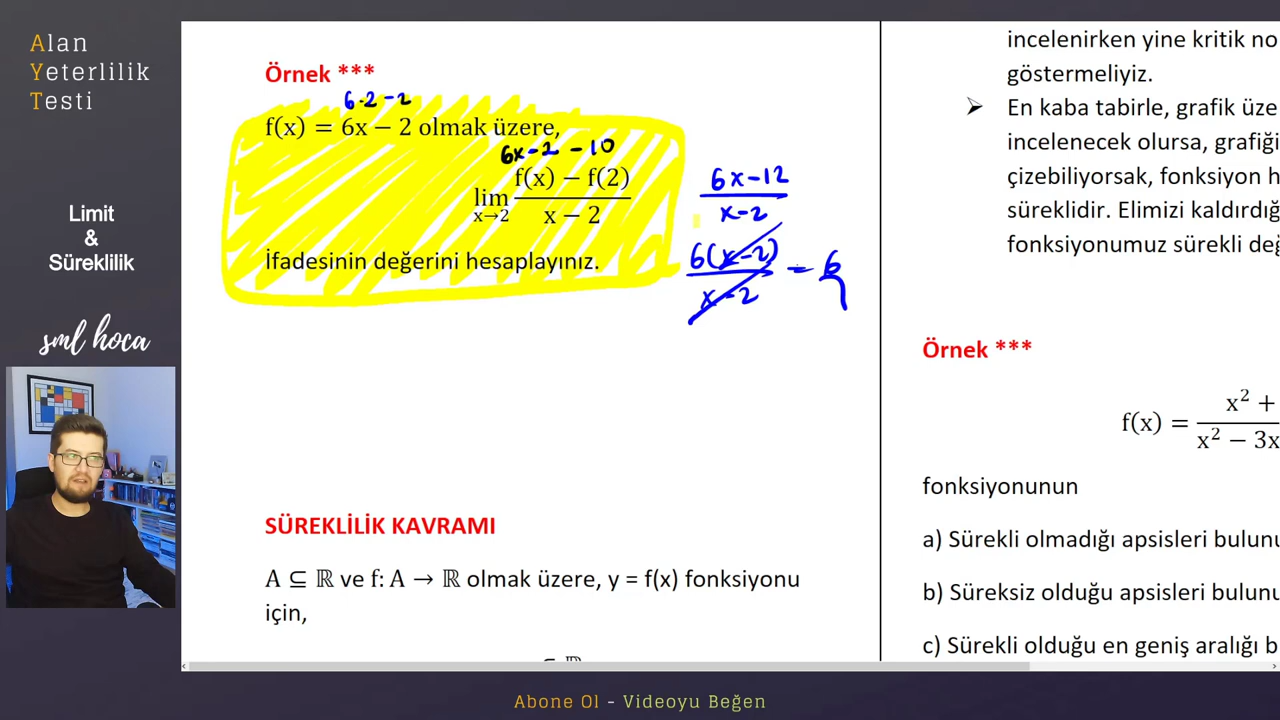 Alan
Yeterlilik
Testi
Limit
&
Süreklilik
sml hoca
Örnek ***
6·2-2
f(x) = 6x − 2 olmak üzere,
6x-2 -10
lim x→2 f(x) − f(2) / x − 2
İfadesinin değerini hesaplayınız.
6x-12 / x-2
6(x-2) / x-2 = 6
SÜREKLİLİK KAVRAMI
A ⊆ ℝ ve f: A → ℝ olmak üzere, y = f(x) fonksiyonu
için,
incelenirken yine kritik no
göstermeliyiz.
➢ En kaba tabirle, grafik üze
incelenecek olursa, grafiği
çizebiliyorsak, fonksiyon h
süreklidir. Elimizi kaldırdığ
fonksiyonumuz sürekli değ
Örnek ***
f(x) = x² + / x² − 3x
fonksiyonunun
a) Sürekli olmadığı apsisleri bulunu
b) Süreksiz olduğu apsisleri bulunu
c) Sürekli olduğu en geniş aralığı b
Abone Ol - Videoyu Beğen